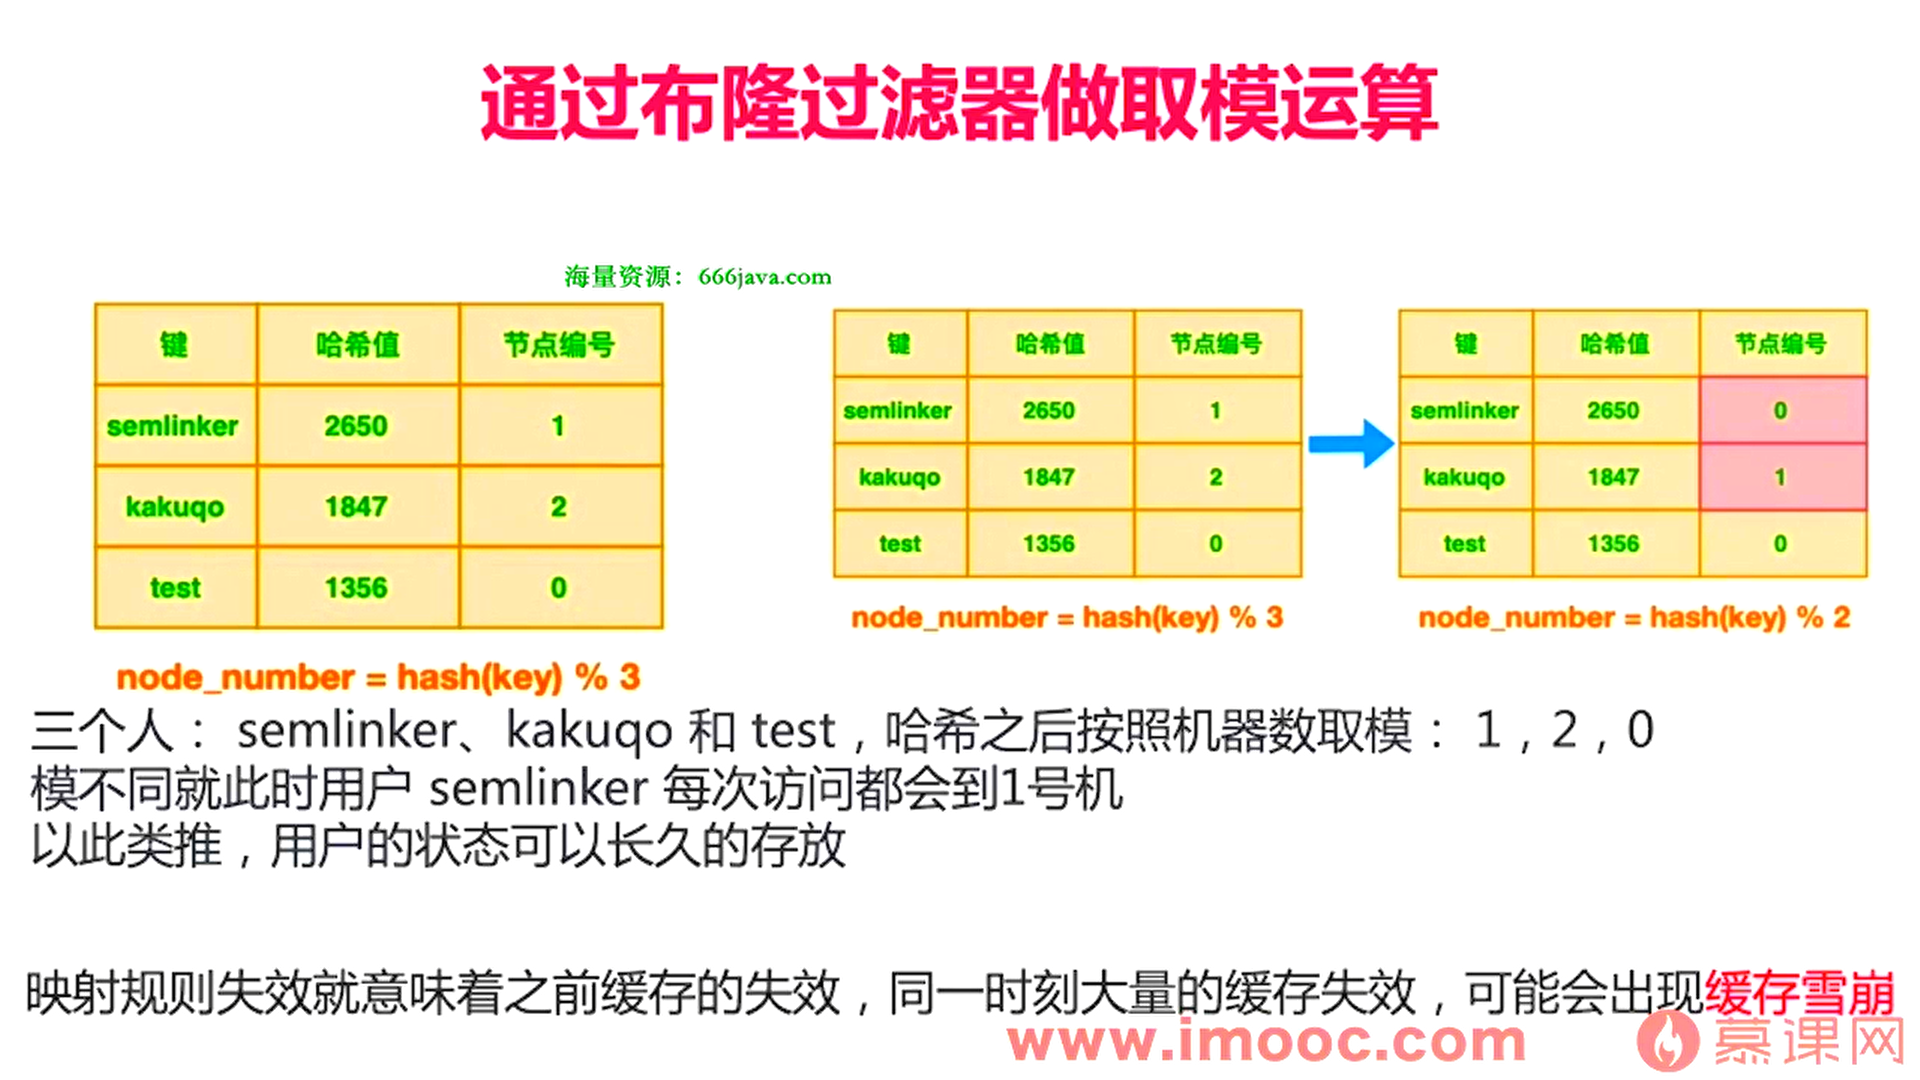 通过布隆过滤器做取模运算
海量资源：666java.com
键 哈希值 节点编号
semlinker 2650 1
kakuqo 1847 2
test 1356 0
node_number = hash(key) % 3
键 哈希值 节点编号
semlinker 2650 1
kakuqo 1847 2
test 1356 0
node_number = hash(key) % 3
键 哈希值 节点编号
semlinker 2650 0
kakuqo 1847 1
test 1356 0
node_number = hash(key) % 2
三个人： semlinker、kakuqo 和 test，哈希之后按照机器数取模： 1，2，0
模不同就此时用户 semlinker 每次访问都会到1号机
以此类推，用户的状态可以长久的存放
映射规则失效就意味着之前缓存的失效，同一时刻大量的缓存失效，可能会出现缓存雪崩
www.imooc.com
慕课网